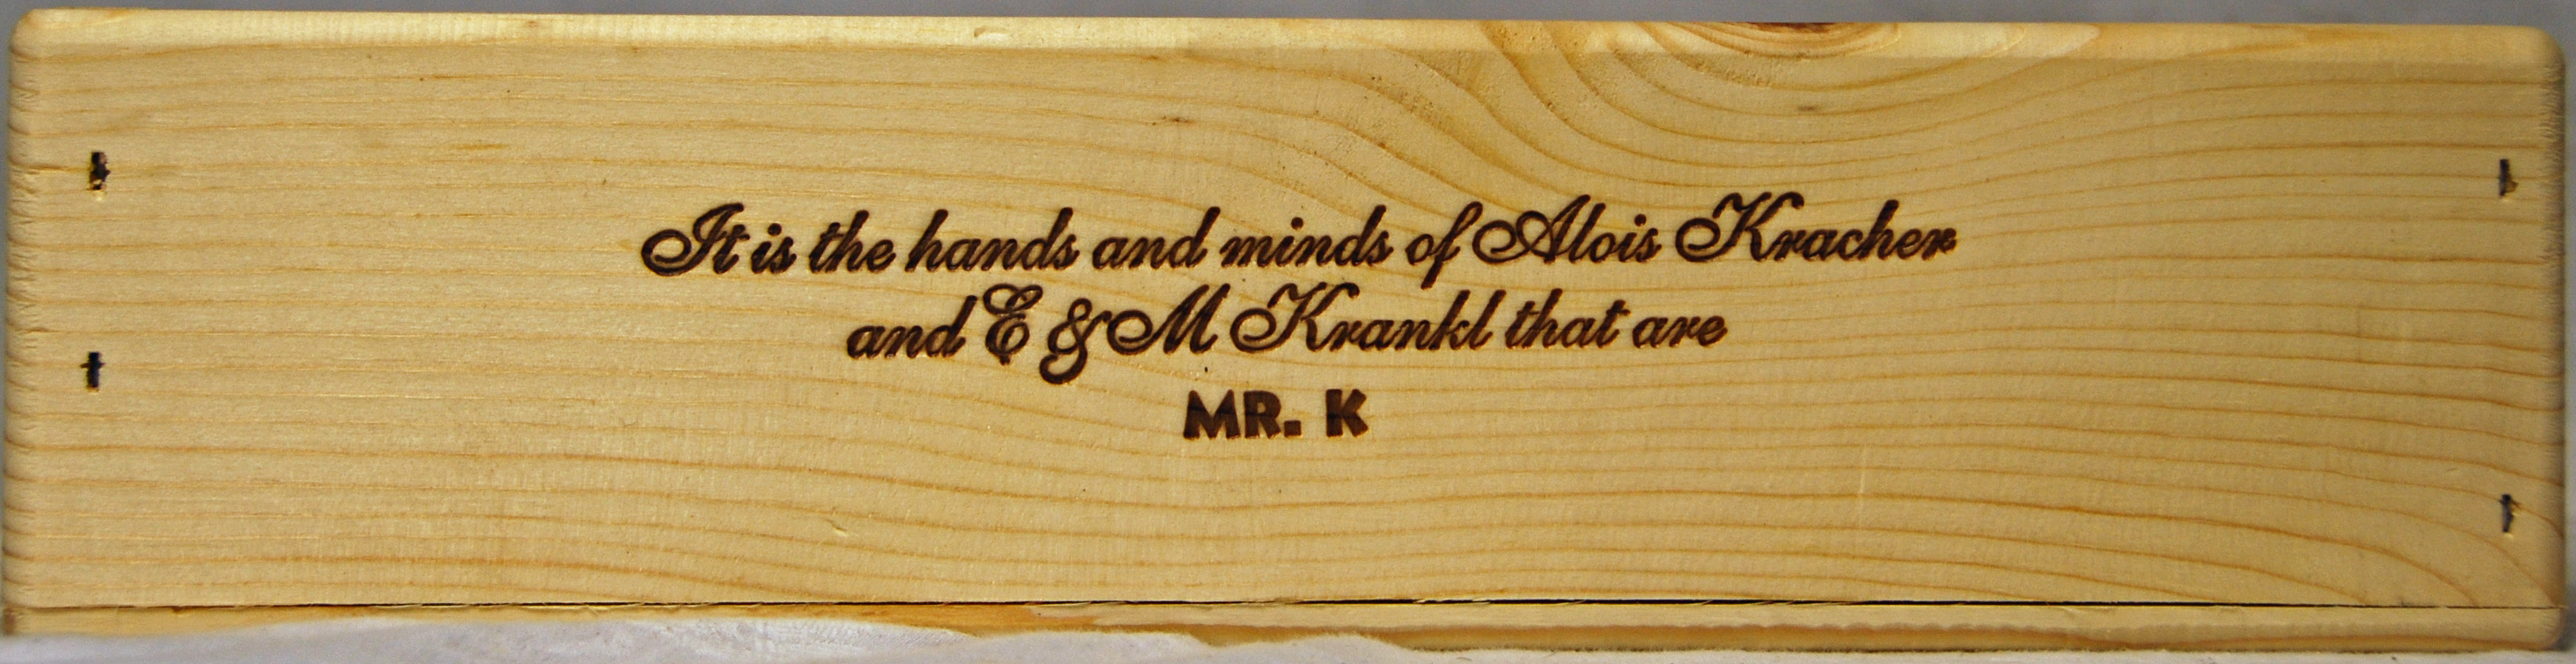 It is the hands and minds of Alois Kracher
and E & M Krankl that are
MR. K